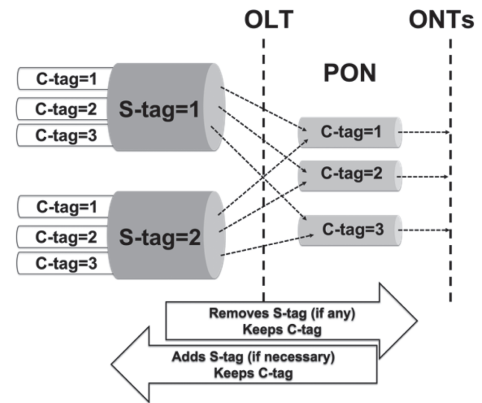 OLT
ONTs
PON
C-tag=1
C-tag=2
C-tag=3
S-tag=1
C-tag=1
C-tag=2
C-tag=3
C-tag=1
C-tag=2
C-tag=3
S-tag=2
Removes S-tag (if any)
Keeps C-tag
Adds S-tag (if necessary)
Keeps C-tag